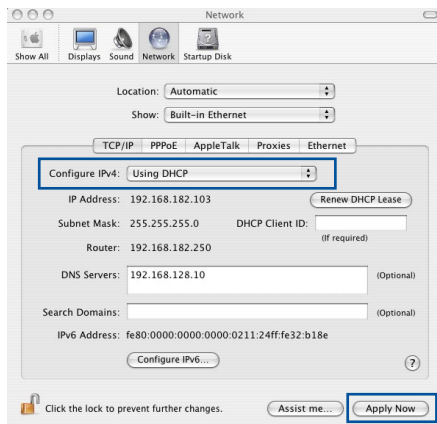 Network
Show All Displays Sound Network Startup Disk
Location: Automatic
Show: Built-in Ethernet
TCP/IP PPPoE AppleTalk Proxies Ethernet
Configure IPv4: Using DHCP
IP Address: 192.168.182.103 Renew DHCP Lease
Subnet Mask: 255.255.255.0 DHCP Client ID:
(If required)
Router: 192.168.182.250
DNS Servers: 192.168.128.10 (Optional)
Search Domains: (Optional)
IPv6 Address: fe80:0000:0000:0000:0211:24ff:fe32:b18e
Configure IPv6... ?
Click the lock to prevent further changes. Assist me... Apply Now